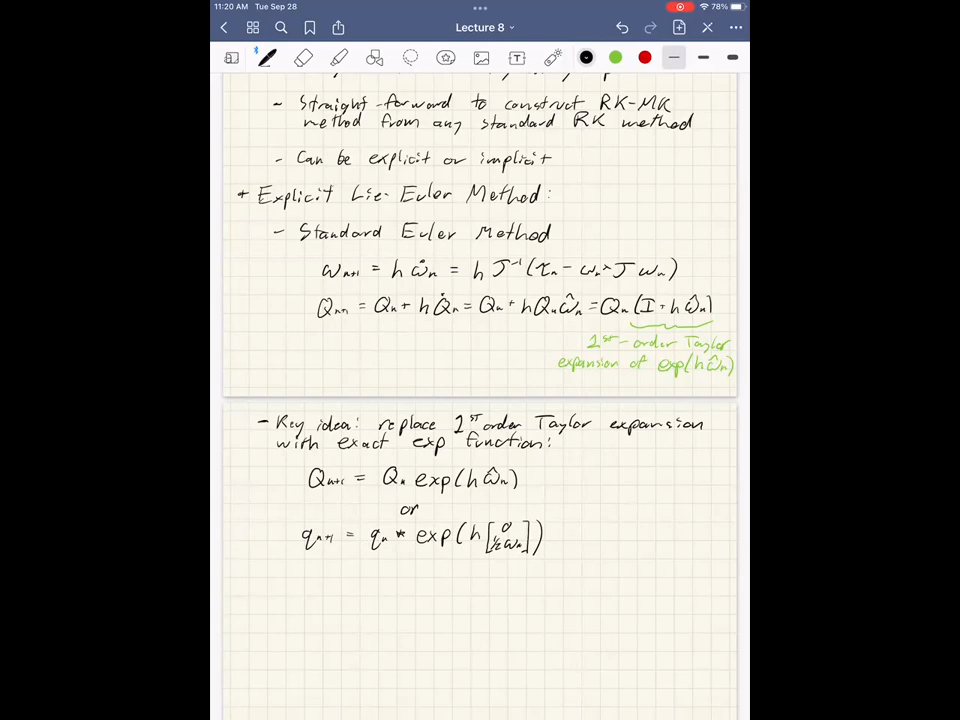 11:20 AM Tue Sep 28
78%
Lecture 8
- Straight-forward to construct RK-MK
method from any standard RK method
- Can be explicit or implicit
* Explicit Lie-Euler Method:
- Standard Euler Method
ω_{n+1} = h ω̇_n = h J^{-1}(τ_n - ω_n × J ω_n)
Q_{n+1} = Q_n + h Q̇_n = Q_n + h Q_n ω̂_n = Q_n (I + h ω̂_n)
1st-order Taylor
expansion of exp(h ω̂_n)
- Key idea: replace 1st order Taylor expansion
with exact exp function:
Q_{n+1} = Q_n exp(h ω̂_n)
or
q_{n+1} = q_n * exp(h [0 ; 1/2 ω_n])